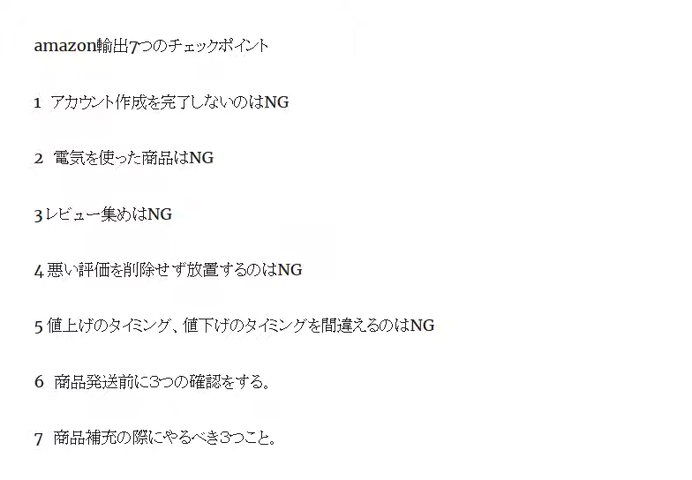 amazon輸出7つのチェックポイント
1 アカウント作成を完了しないのはNG
2 電気を使った商品はNG
3レビュー集めはNG
4悪い評価を削除せず放置するのはNG
5値上げのタイミング、値下げのタイミングを間違えるのはNG
6 商品発送前に3つの確認をする。
7 商品補充の際にやるべき3つこと。